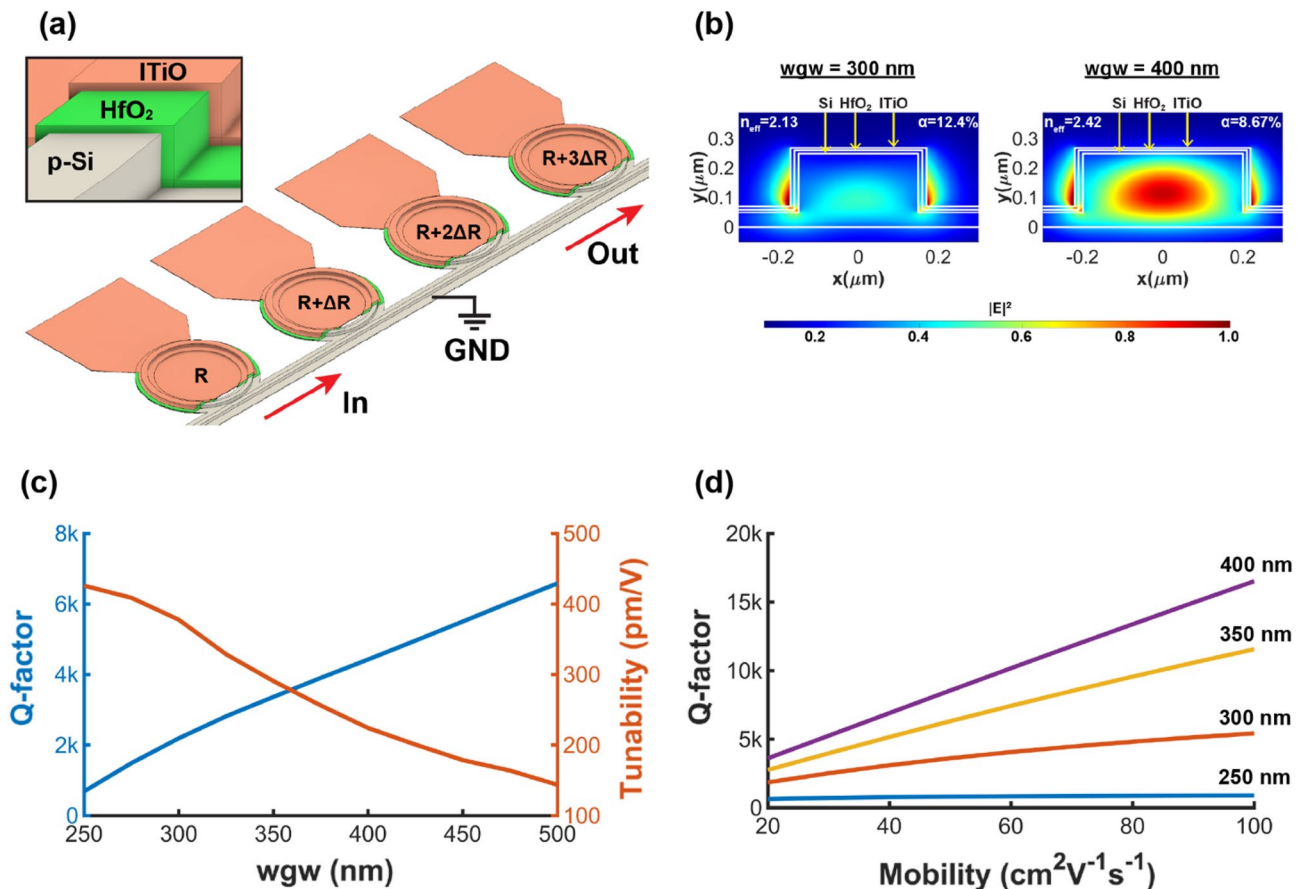 (a)
ITiO
HfO₂
p-Si
R+3ΔR
R+2ΔR
R+ΔR
R
Out
GND
In
(b)
wgw = 300 nm
wgw = 400 nm
Si HfO₂ ITiO
Si HfO₂ ITiO
n_eff=2.13
α=12.4%
n_eff=2.42
α=8.67%
0.3
0.2
0.1
0
y(μm)
-0.2
0
0.2
x(μm)
0.3
0.2
0.1
0
y(μm)
-0.2
0
0.2
x(μm)
|E|²
0.2 0.4 0.6 0.8 1.0
(c)
8k
6k
4k
2k
0
Q-factor
500
400
300
200
100
Tunability (pm/V)
250 300 350 400 450 500
wgw (nm)
(d)
20k
15k
10k
5k
0
Q-factor
400 nm
350 nm
300 nm
250 nm
20 40 60 80 100
Mobility (cm²V⁻¹s⁻¹)